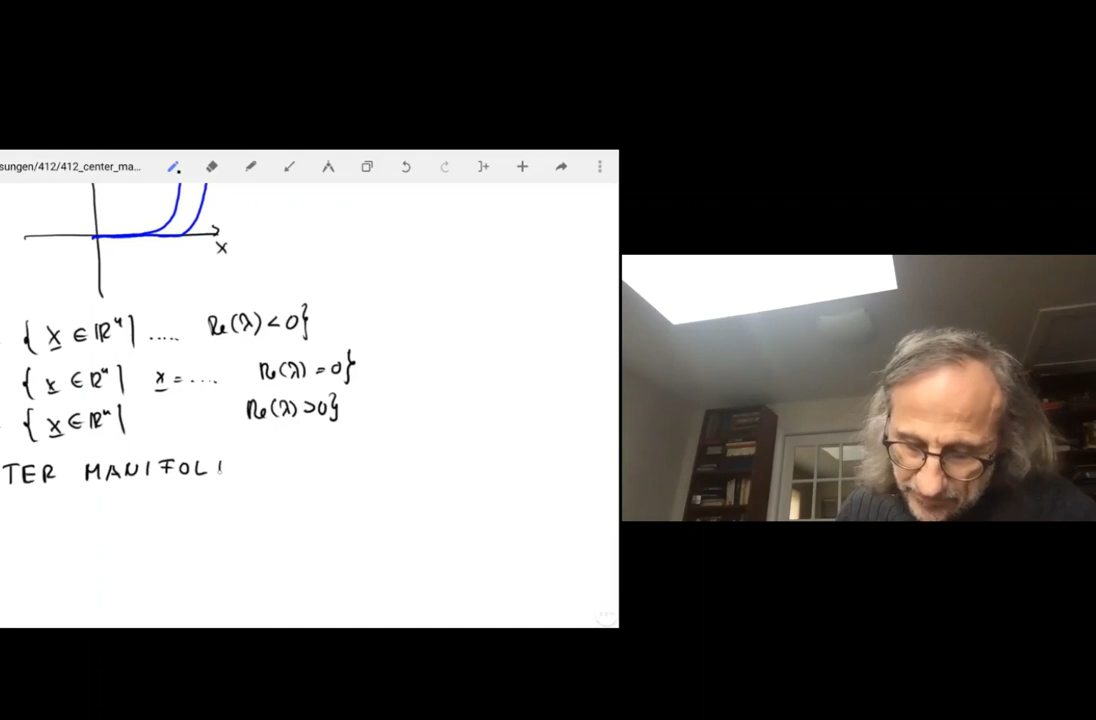 sungen/412/412_center_ma...
x
{ x ∈ ℝⁿ | ..... Re(λ) < 0}
{ x ∈ ℝⁿ | x = .... Re(λ) = 0}
{ x ∈ ℝⁿ | Re(λ) > 0}
TER MANIFOL